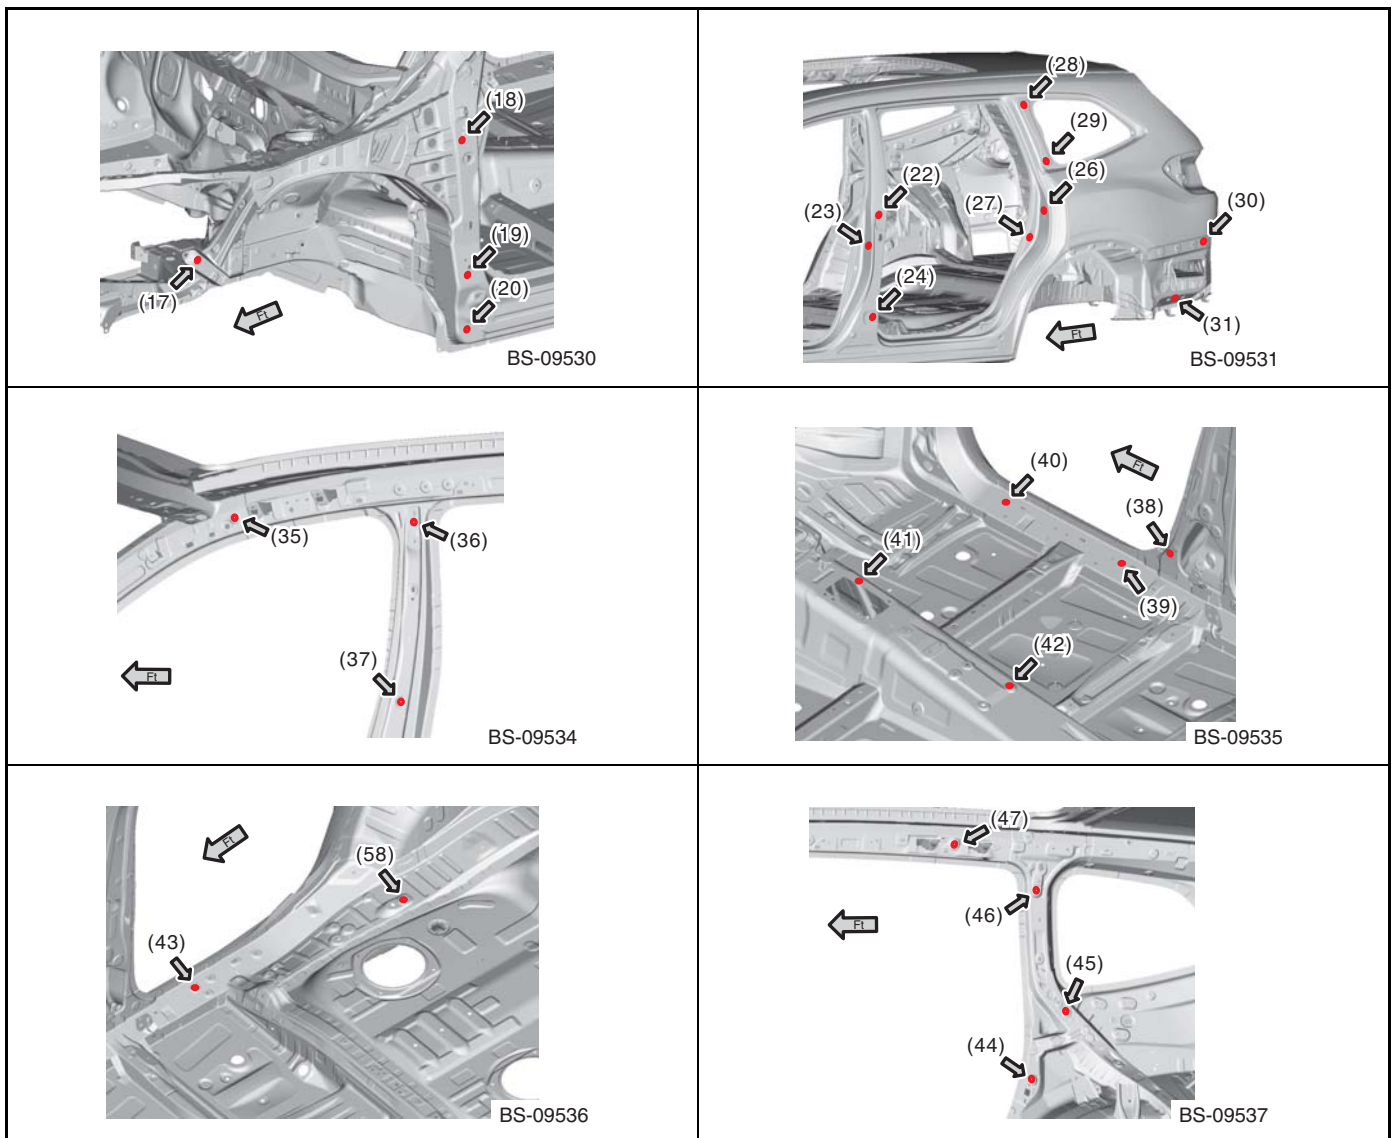 (18)
(19)
(20)
(17)
Ft
BS-09530
(28)
(29)
(26)
(22)
(27)
(23)
(30)
(24)
(31)
Ft
BS-09531
(35)
(36)
(37)
Ft
BS-09534
(40)
Ft
(38)
(41)
(39)
(42)
BS-09535
Ft
(58)
(43)
BS-09536
(47)
(46)
Ft
(45)
(44)
BS-09537